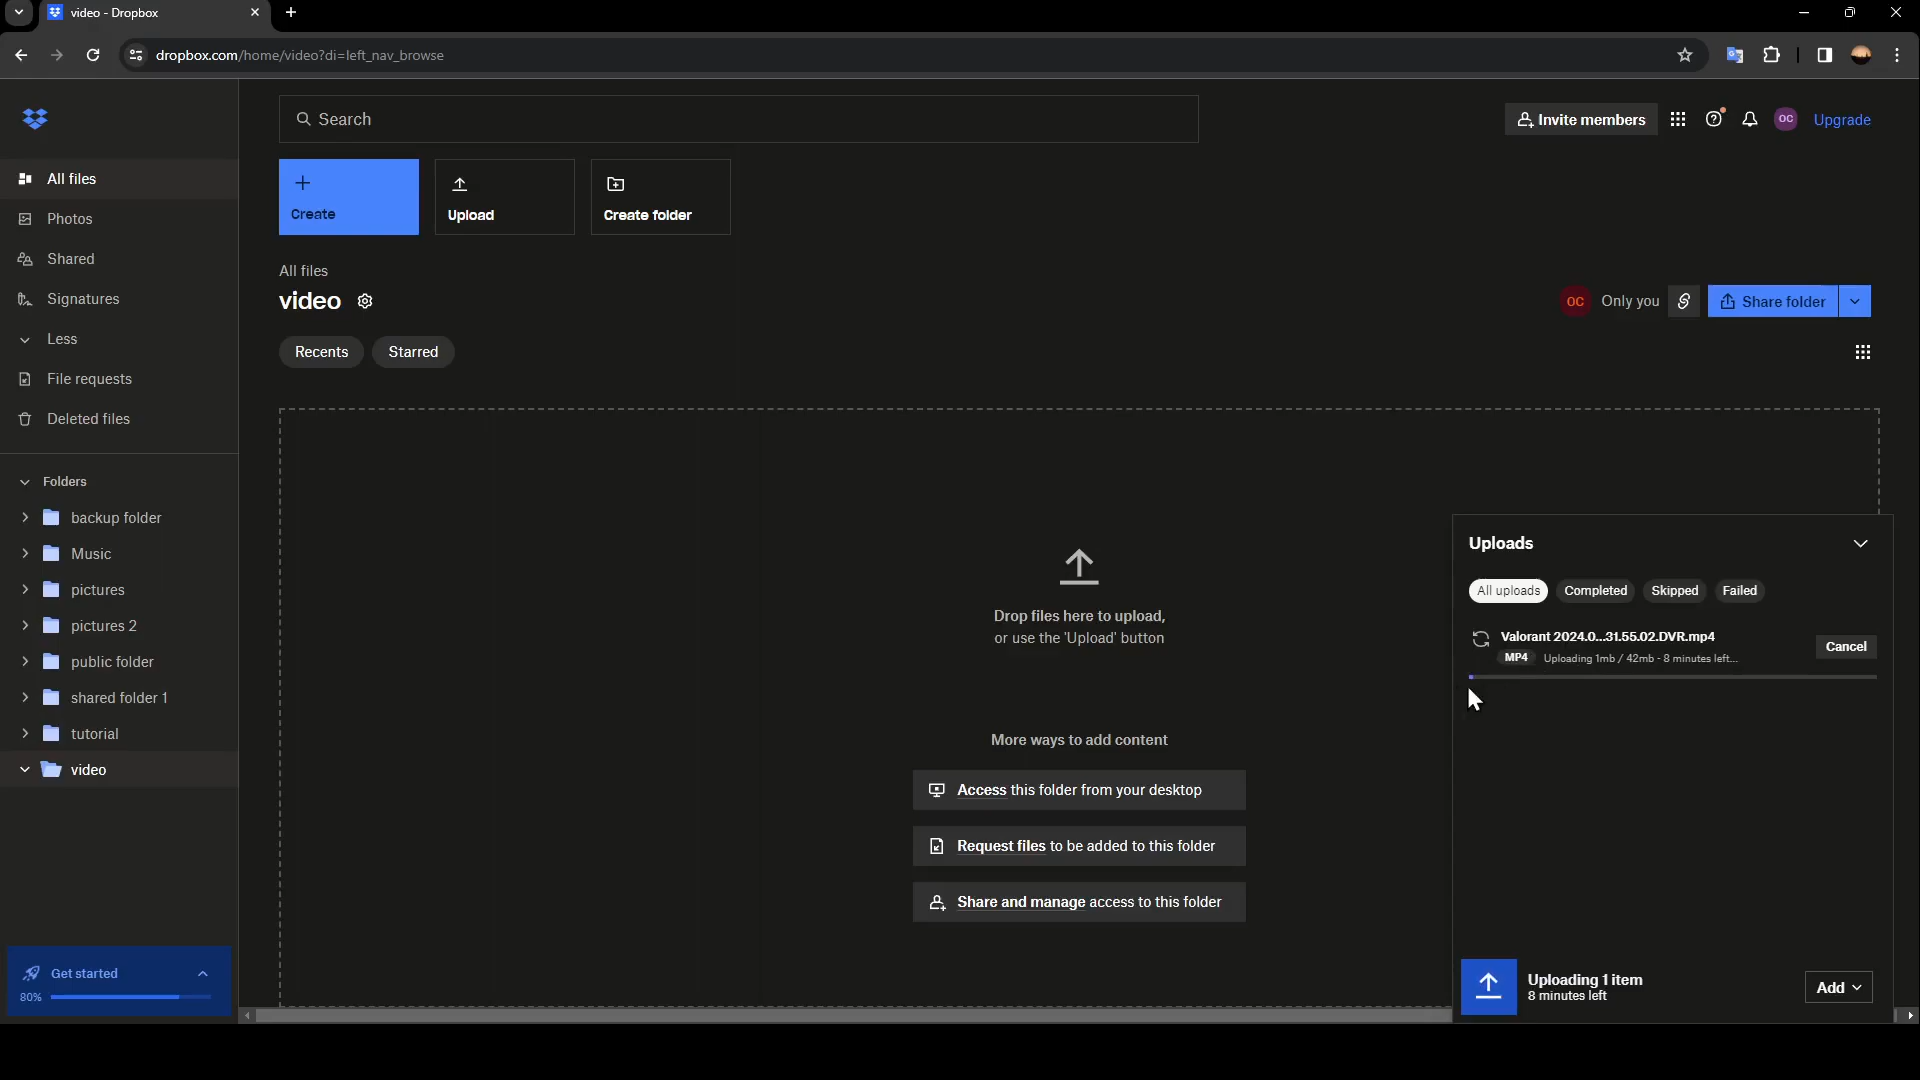 video - Dropbox
dropbox.com/home/video?di=left_nav_browse
Search
Invite members
OC
Upgrade
All files
Photos
Shared
Signatures
Less
File requests
Deleted files
Folders
backup folder
Music
pictures
pictures 2
public folder
shared folder 1
tutorial
video
Get started
80%
Create
Upload
Create folder
All files
video
OC Only you
Share folder
Recents
Starred
Drop files here to upload,
or use the 'Upload' button
More ways to add content
Access this folder from your desktop
Request files to be added to this folder
Share and manage access to this folder
Uploads
All uploads
Completed
Skipped
Failed
Valorant 2024.0...31.55.02.DVR.mp4
MP4 Uploading 1mb / 42mb - 8 minutes left...
Cancel
Uploading 1 item
8 minutes left
Add